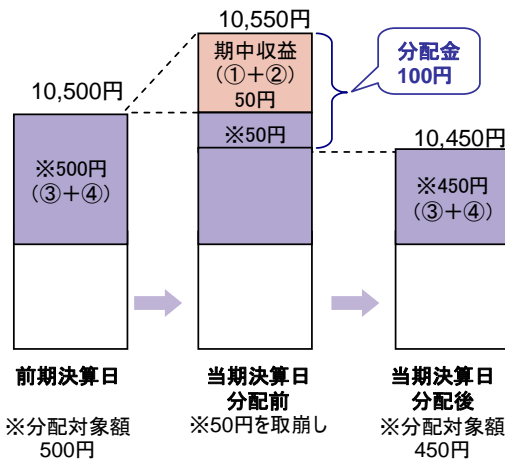 10,500円
※500円
(③+④)
前期決算日
※分配対象額
500円
10,550円
期中収益
(①+②)
50円
※50円
分配金
100円
当期決算日
分配前
※50円を取崩し
10,450円
※450円
(③+④)
当期決算日
分配後
※分配対象額
450円